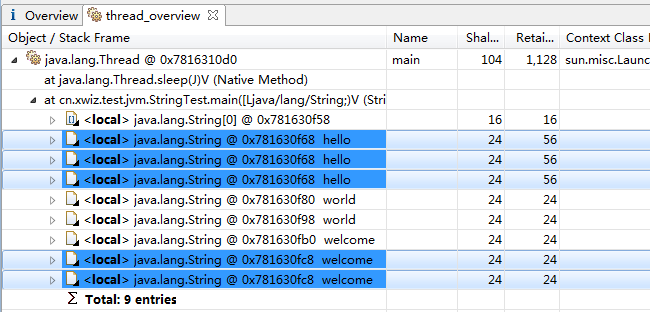 Overview thread_overview
Object / Stack Frame Name Shal... Retai... Context Class
java.lang.Thread @ 0x7816310d0 main 104 1,128 sun.misc.Launc
at java.lang.Thread.sleep(J)V (Native Method)
at cn.xwiz.test.jvm.StringTest.main([Ljava/lang/String;)V (Stri
<local> java.lang.String[0] @ 0x781630f58 16 16
<local> java.lang.String @ 0x781630f68 hello 24 56
<local> java.lang.String @ 0x781630f68 hello 24 56
<local> java.lang.String @ 0x781630f68 hello 24 56
<local> java.lang.String @ 0x781630f80 world 24 24
<local> java.lang.String @ 0x781630f98 world 24 24
<local> java.lang.String @ 0x781630fb0 welcome 24 24
<local> java.lang.String @ 0x781630fc8 welcome 24 24
<local> java.lang.String @ 0x781630fc8 welcome 24 24
Σ Total: 9 entries